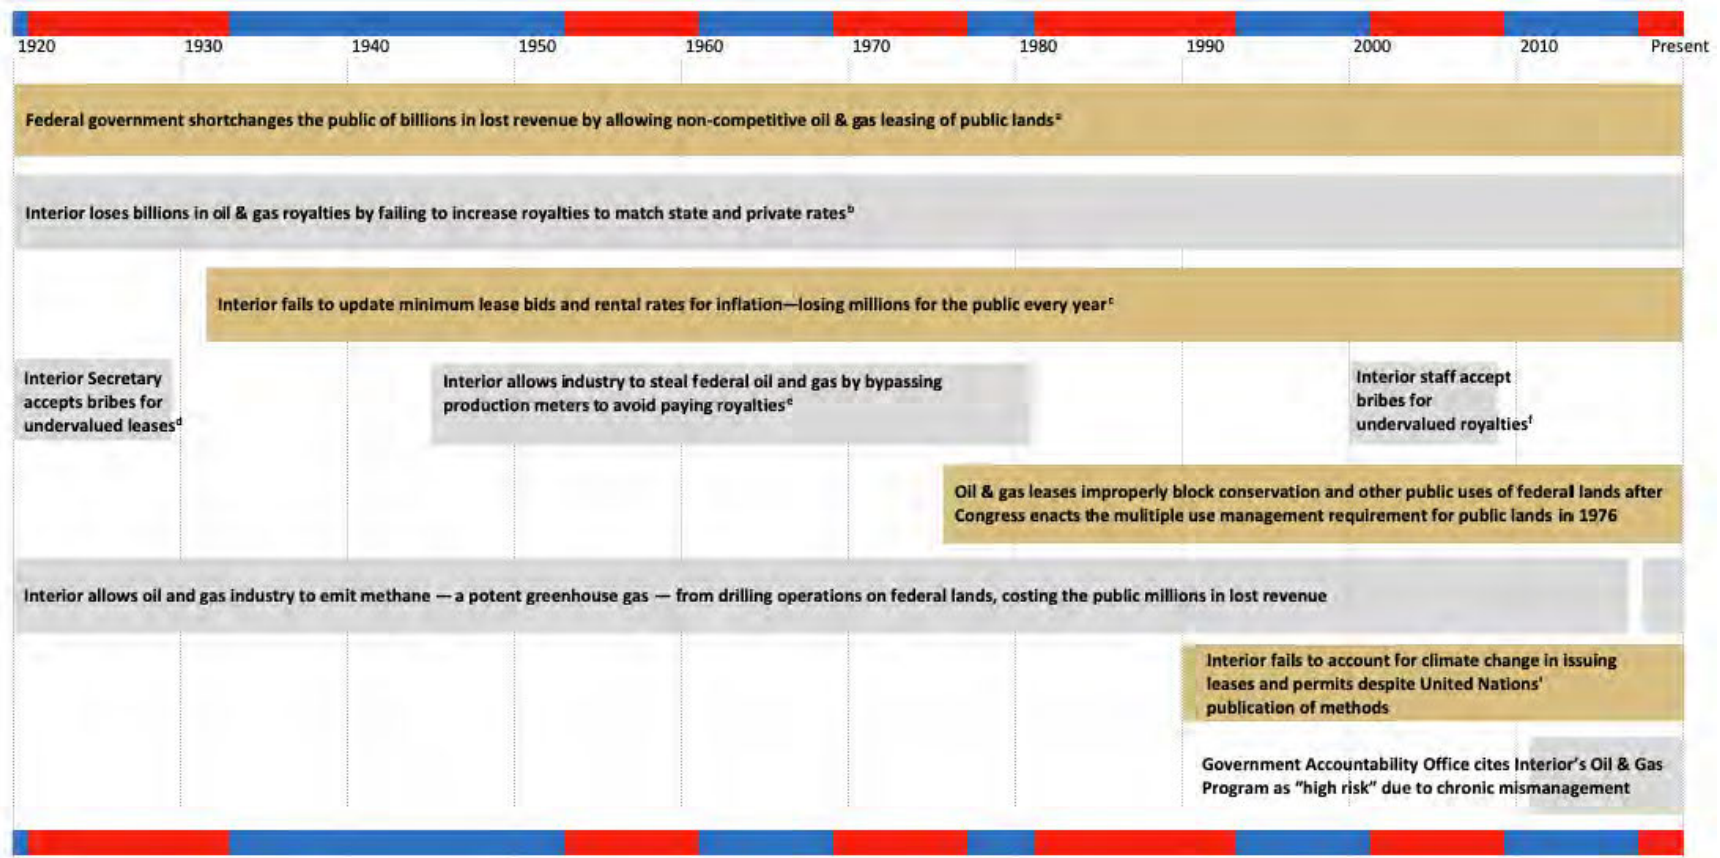 1920 1930 1940 1950 1960 1970 1980 1990 2000 2010 Present
Federal government shortchanges the public of billions in lost revenue by allowing non-competitive oil & gas leasing of public landsᵃ
Interior loses billions in oil & gas royalties by failing to increase royalties to match state and private ratesᵇ
Interior fails to update minimum lease bids and rental rates for inflation—losing millions for the public every yearᶜ
Interior Secretary
accepts bribes for
undervalued leasesᵈ
Interior allows industry to steal federal oil and gas by bypassing
production meters to avoid paying royaltiesᵉ
Interior staff accept
bribes for
undervalued royaltiesᶠ
Oil & gas leases improperly block conservation and other public uses of federal lands after
Congress enacts the mulitiple use management requirement for public lands in 1976
Interior allows oil and gas industry to emit methane — a potent greenhouse gas — from drilling operations on federal lands, costing the public millions in lost revenue
Interior fails to account for climate change in issuing
leases and permits despite United Nations'
publication of methods
Government Accountability Office cites Interior's Oil & Gas
Program as "high risk" due to chronic mismanagement